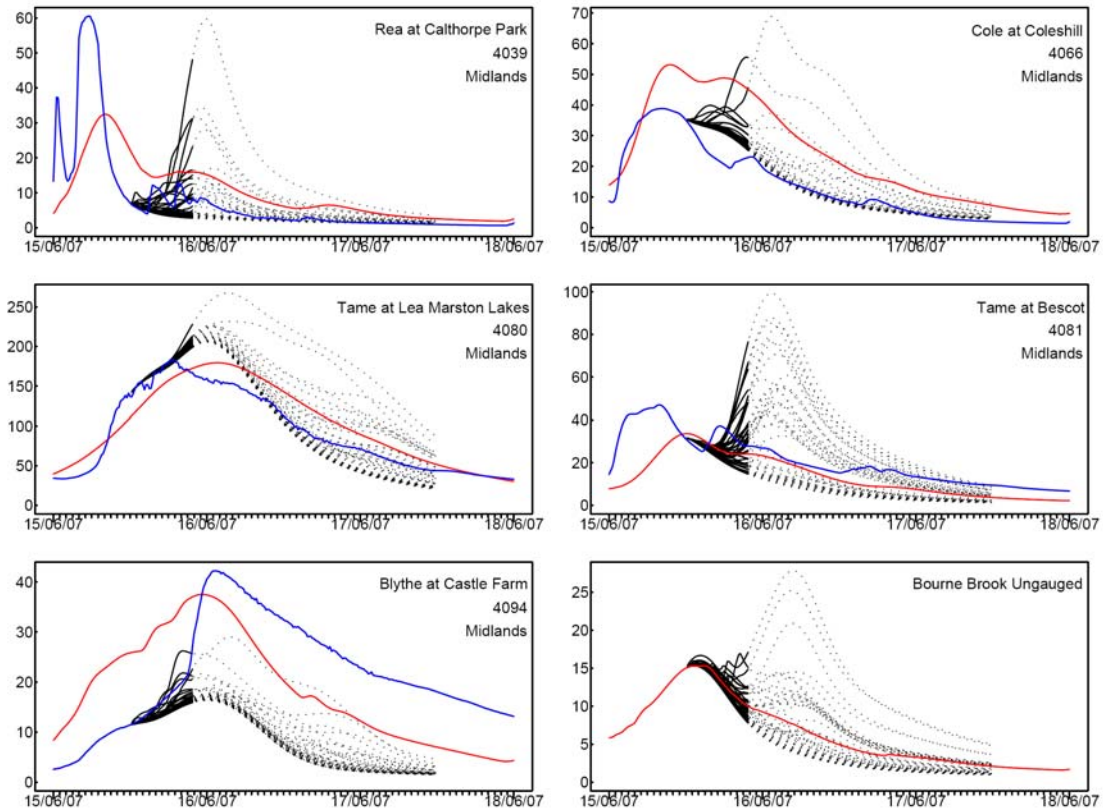 60
50
40
30
20
10
0
Rea at Calthorpe Park
4039
Midlands
15/06/07 16/06/07 17/06/07 18/06/07
70
60
50
40
30
20
10
0
Cole at Coleshill
4066
Midlands
15/06/07 16/06/07 17/06/07 18/06/07
250
200
150
100
50
0
Tame at Lea Marston Lakes
4080
Midlands
15/06/07 16/06/07 17/06/07 18/06/07
100
80
60
40
20
0
Tame at Bescot
4081
Midlands
15/06/07 16/06/07 17/06/07 18/06/07
40
30
20
10
0
Blythe at Castle Farm
4094
Midlands
15/06/07 16/06/07 17/06/07 18/06/07
25
20
15
10
5
0
Bourne Brook Ungauged
15/06/07 16/06/07 17/06/07 18/06/07